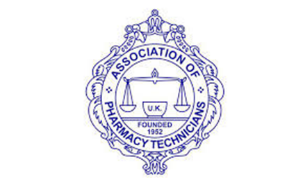 ASSOCIATION OF
PHARMACY TECHNICIANS
U.K.
FOUNDED
1952